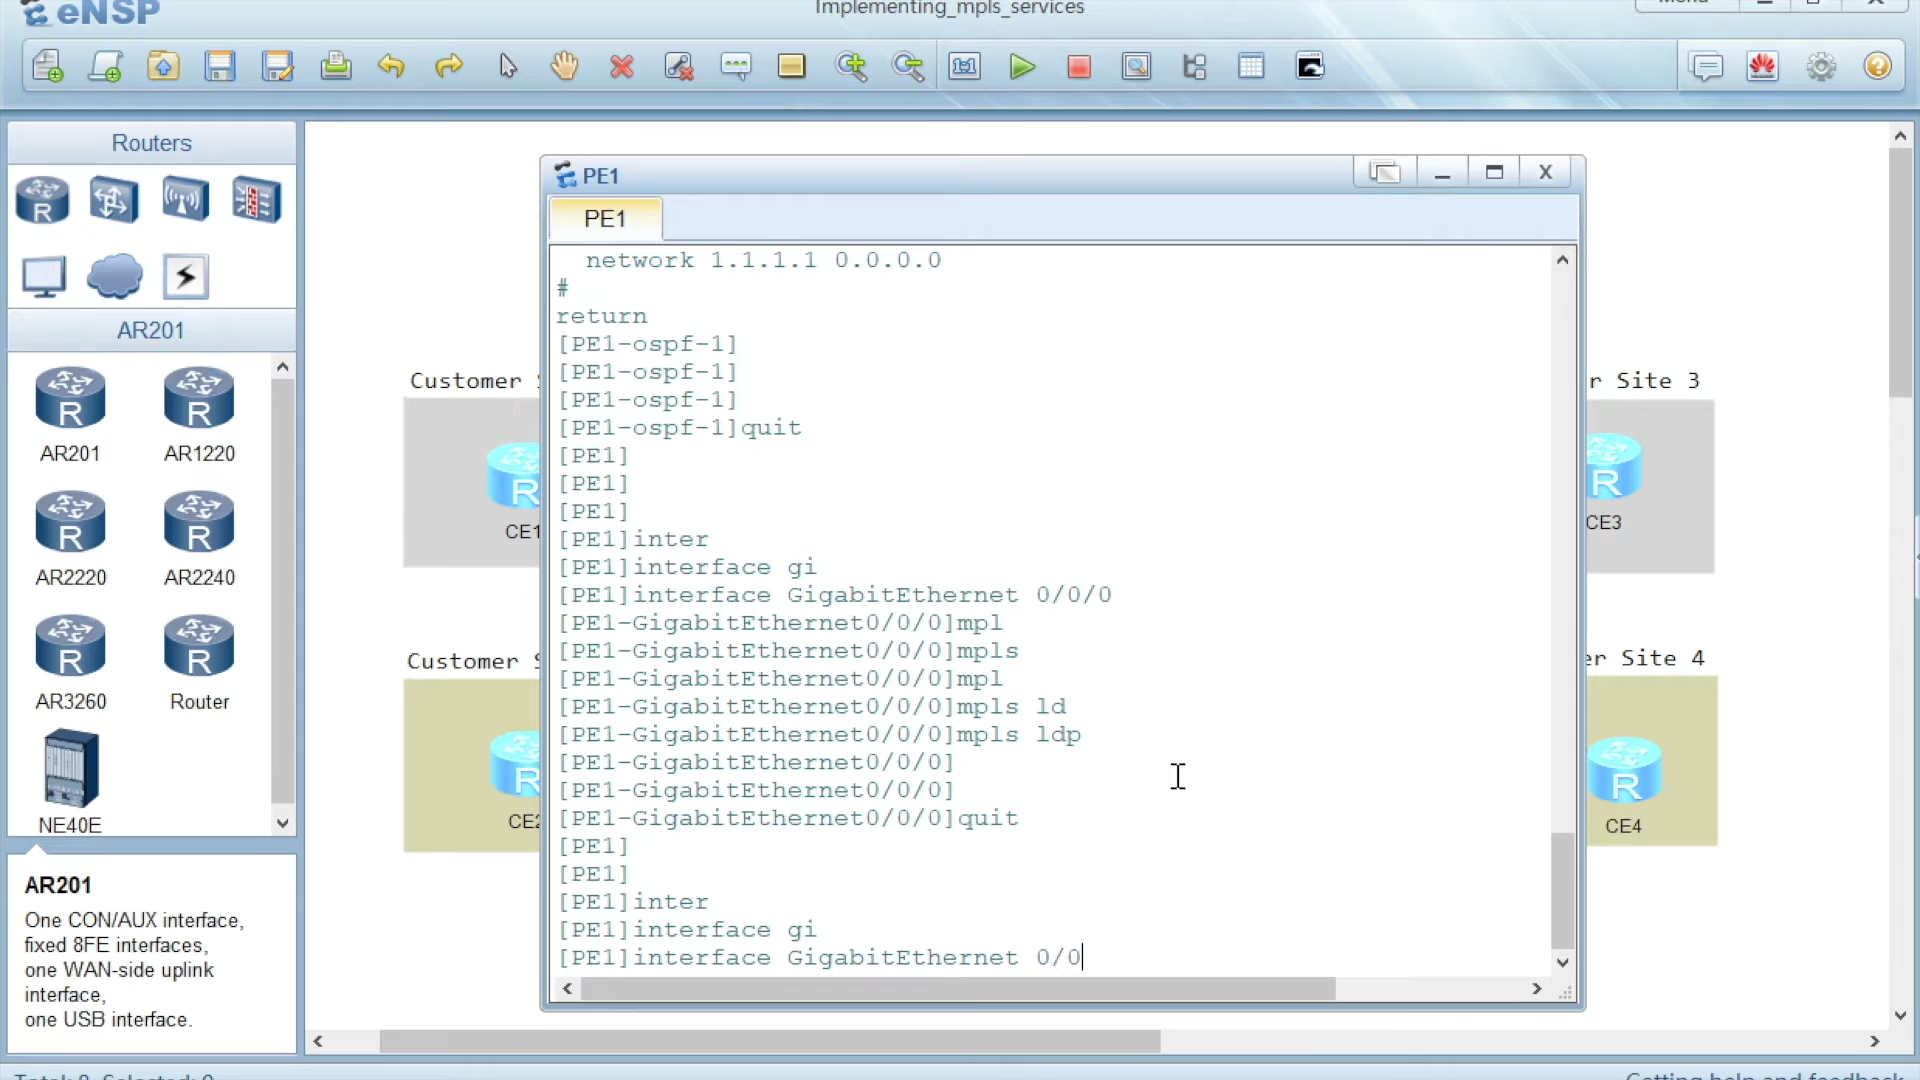 eNSP
Implementing_mpls_services
Routers
AR201
AR201
AR1220
AR2220
AR2240
AR3260
Router
NE40E
AR201
One CON/AUX interface,
fixed 8FE interfaces,
one WAN-side uplink
interface,
one USB interface.
Customer
CE1
Customer
CE2
r Site 3
CE3
er Site 4
CE4
PE1
PE1
network 1.1.1.1 0.0.0.0
#
return
[PE1-ospf-1]
[PE1-ospf-1]
[PE1-ospf-1]
[PE1-ospf-1]quit
[PE1]
[PE1]
[PE1]
[PE1]inter
[PE1]interface gi
[PE1]interface GigabitEthernet 0/0/0
[PE1-GigabitEthernet0/0/0]mpl
[PE1-GigabitEthernet0/0/0]mpls
[PE1-GigabitEthernet0/0/0]mpl
[PE1-GigabitEthernet0/0/0]mpls ld
[PE1-GigabitEthernet0/0/0]mpls ldp
[PE1-GigabitEthernet0/0/0]
[PE1-GigabitEthernet0/0/0]
[PE1-GigabitEthernet0/0/0]quit
[PE1]
[PE1]
[PE1]inter
[PE1]interface gi
[PE1]interface GigabitEthernet 0/0
Getting help and feedback